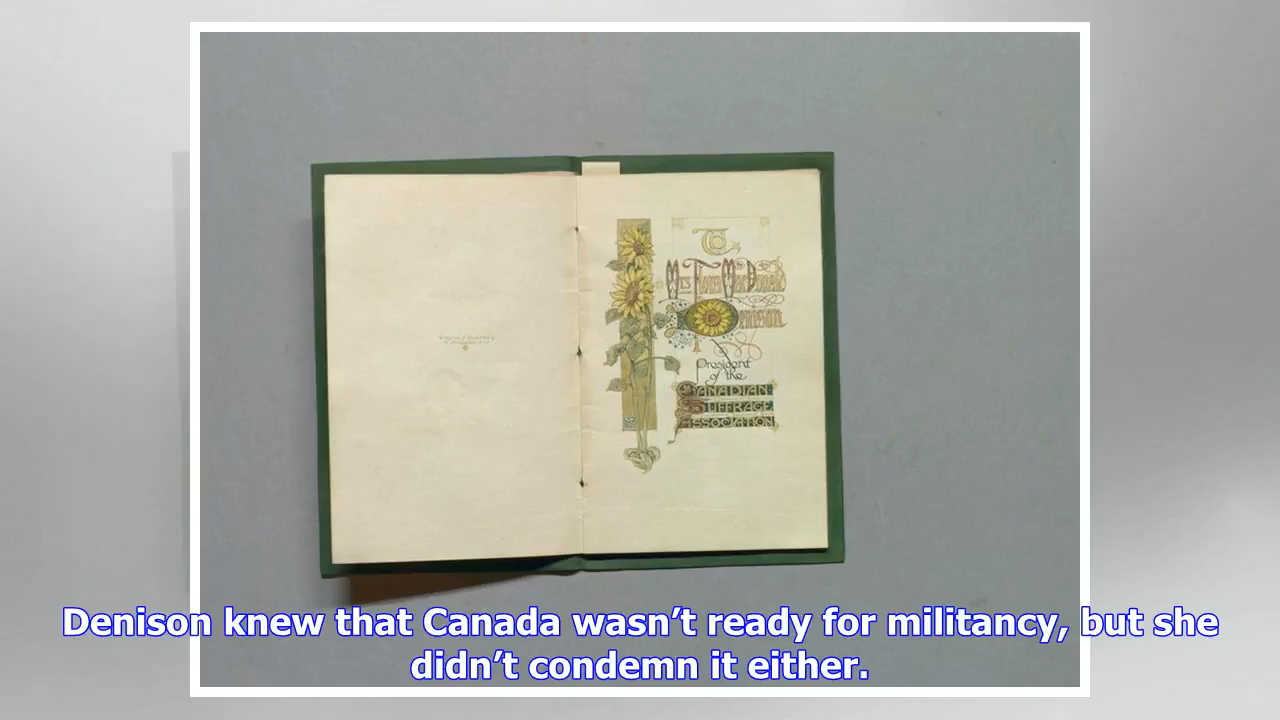 To
Mrs Flora MacDonald
Denison
President
of the
CANADIAN
SUFFRAGE
ASSOCIATION
Denison knew that Canada wasn’t ready for militancy, but she
didn’t condemn it either.